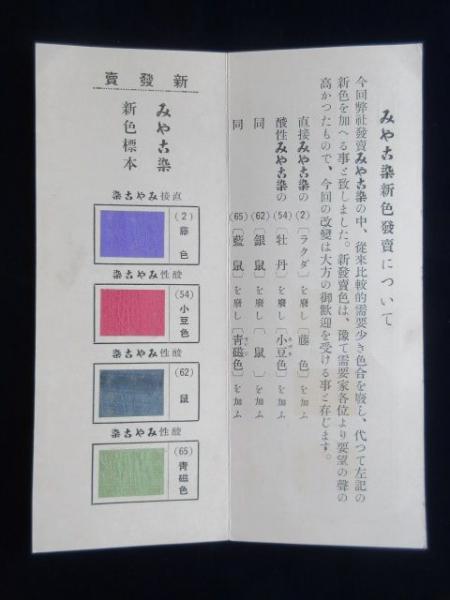 みや古染新色發賣について
今回弊社發賣みや古染の中、從來比較的需要少き色合を廢し、代つて左記の
新色を加へる事と致しました。新發賣色は、豫て需要家各位より要望の聲の
高かつたもので、今回の改變は大方の御歡迎を受ける事と存じます。
直接みや古染の(2)〔ラクダ〕を廢し〔藤色〕を加ふ
酸性みや古染の(54)〔牡丹〕を廢し〔小豆色〕を加ふ
同(62)〔銀鼠〕を廢し〔鼠〕を加ふ
同(65)〔藍鼠〕を廢し〔青磁色〕を加ふ
新發賣
みや古染
新色標本
直接みや古染
(2)藤色
酸性みや古染
(54)小豆色
酸性みや古染
(62)鼠
酸性みや古染
(65)青磁色